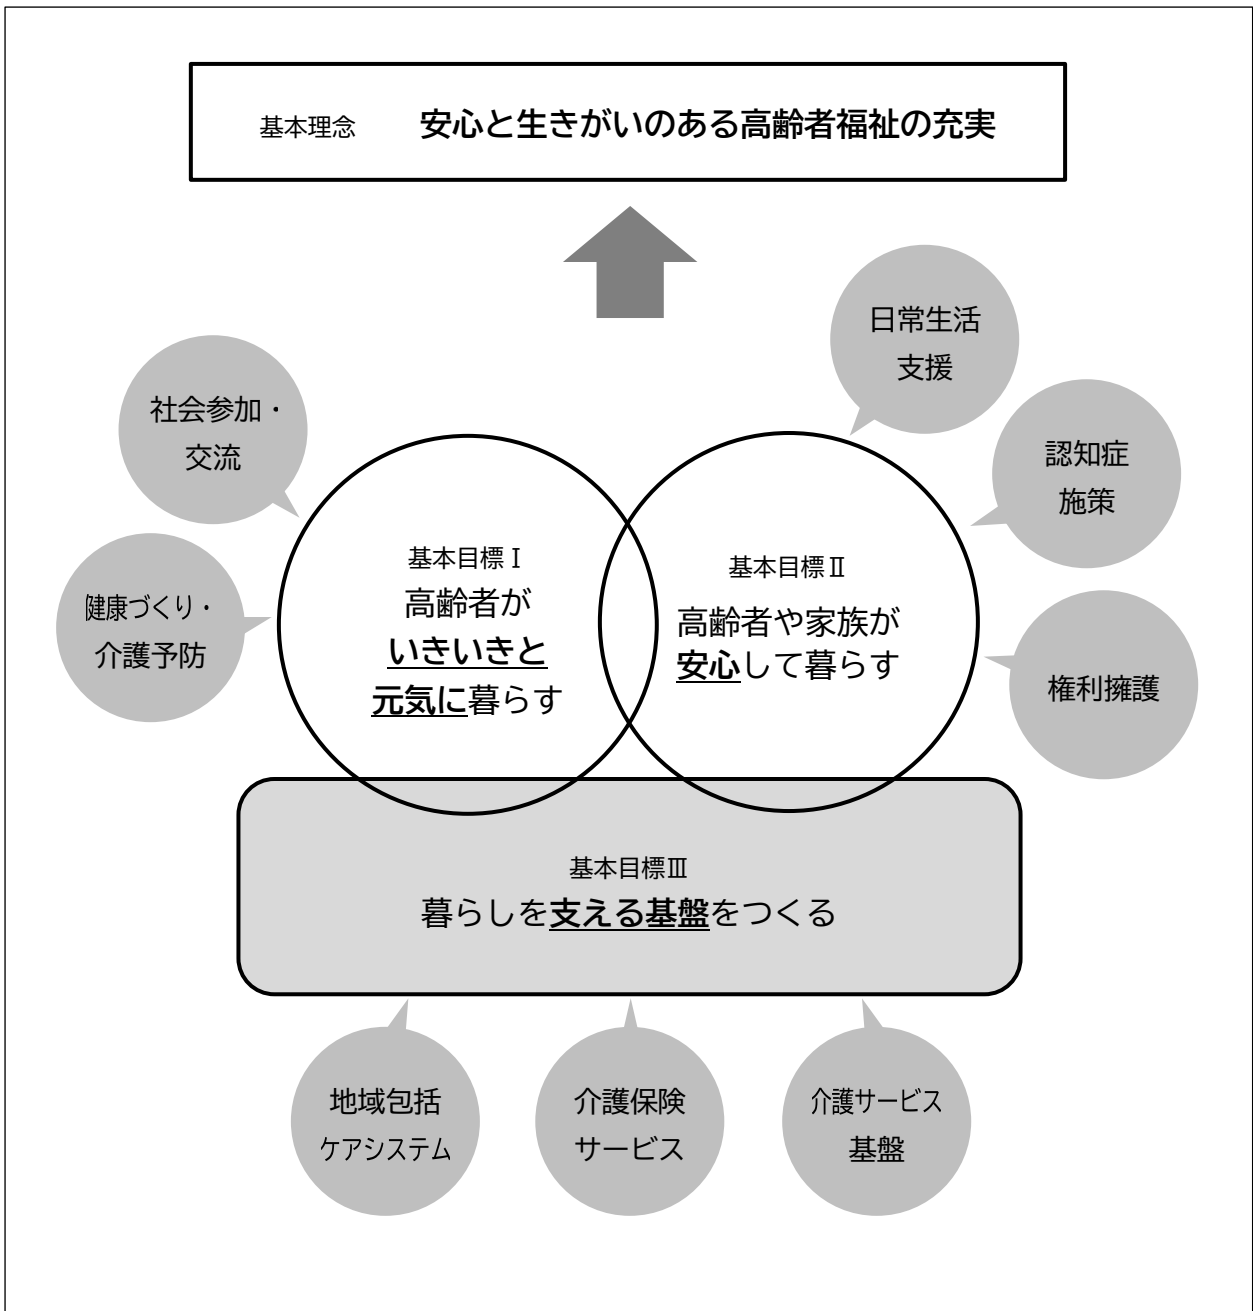 基本理念 安心と生きがいのある高齢者福祉の充実
日常生活
支援
社会参加・
交流
認知症
施策
基本目標Ⅰ
高齢者が
いきいきと
元気に暮らす
基本目標Ⅱ
高齢者や家族が
安心して暮らす
健康づくり・
介護予防
権利擁護
基本目標Ⅲ
暮らしを支える基盤をつくる
地域包括
ケアシステム
介護保険
サービス
介護サービス
基盤